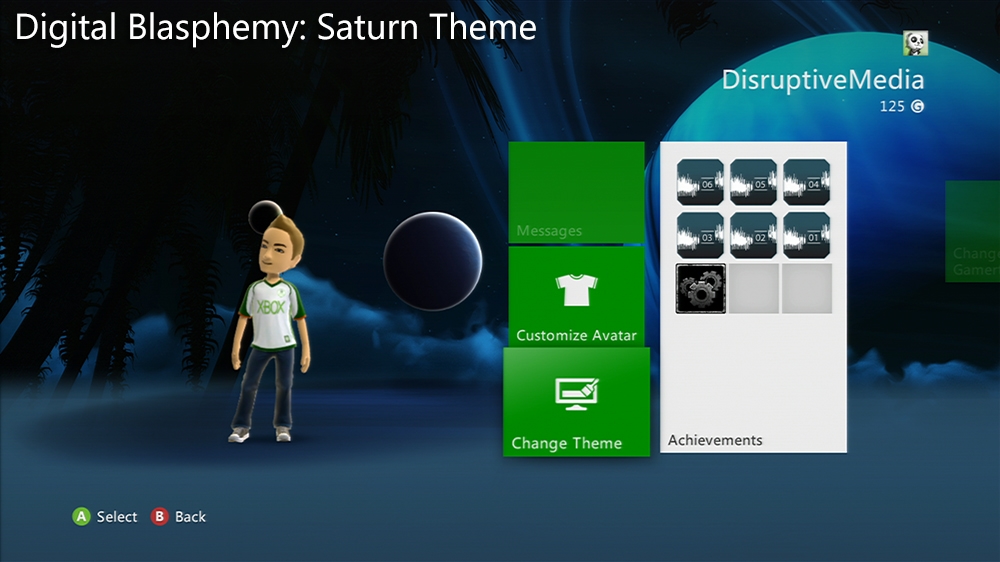 Digital Blasphemy: Saturn Theme
DisruptiveMedia
125 G
Messages
Customize Avatar
Change Theme
06 05 04
03 02 01
Achievements
Chang
Gamer
XBOX
A Select B Back